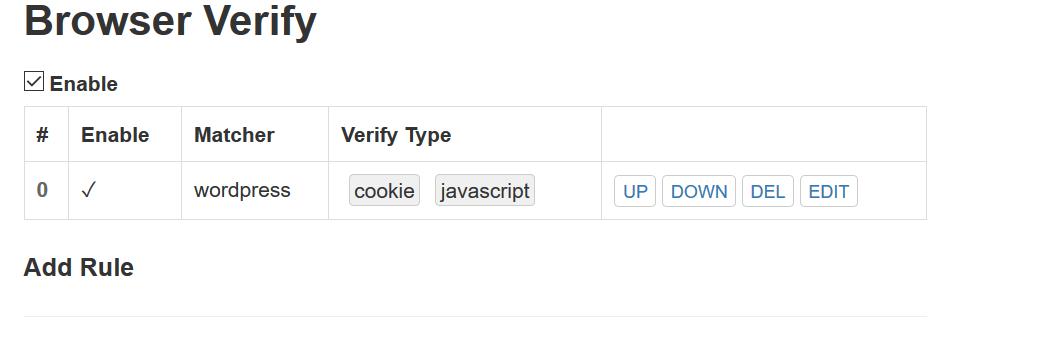 Browser Verify
Enable
# Enable Matcher Verify Type
0 ✓ wordpress cookie javascript UP DOWN DEL EDIT
Add Rule